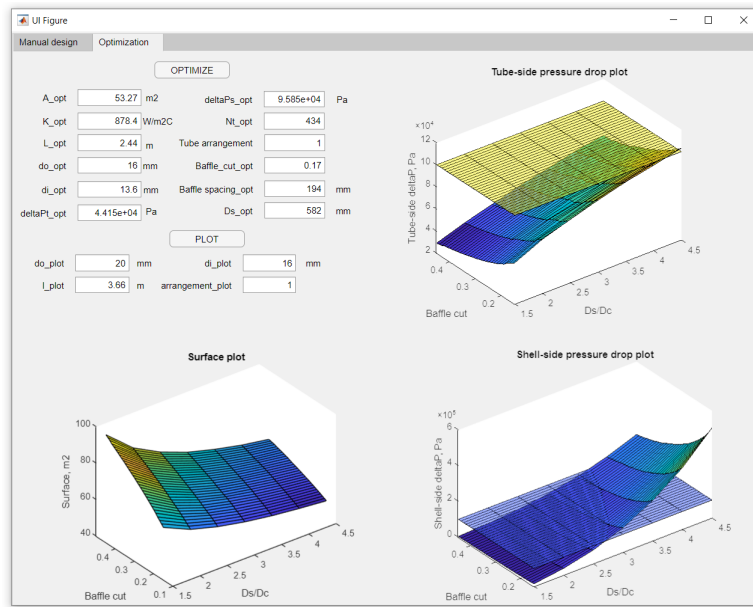 UI Figure
Manual design
Optimization
OPTIMIZE
A_opt 53.27 m2
deltaPs_opt 9.585e+04 Pa
K_opt 878.4 W/m2C
Nt_opt 434
L_opt 2.44 m
Tube arrangement 1
do_opt 16 mm
Baffle_cut_opt 0.17
di_opt 13.6 mm
Baffle spacing_opt 194 mm
deltaPt_opt 4.415e+04 Pa
Ds_opt 582 mm
PLOT
do_plot 20 mm
di_plot 16 mm
l_plot 3.66 m
arrangement_plot 1
Tube-side pressure drop plot
×10⁴
12
10
8
6
4
2
Tube-side deltaP, Pa
0.4
0.3
0.2
Baffle cut
1.5
2
2.5
3
3.5
4
4.5
Ds/Dc
Surface plot
100
80
60
40
Surface, m2
0.4
0.3
0.2
0.1
Baffle cut
1.5
2
2.5
3
3.5
4
4.5
Ds/Dc
Shell-side pressure drop plot
×10⁵
6
4
2
0
Shell-side deltaP, Pa
0.4
0.3
0.2
Baffle cut
1.5
2
2.5
3
3.5
4
4.5
Ds/Dc